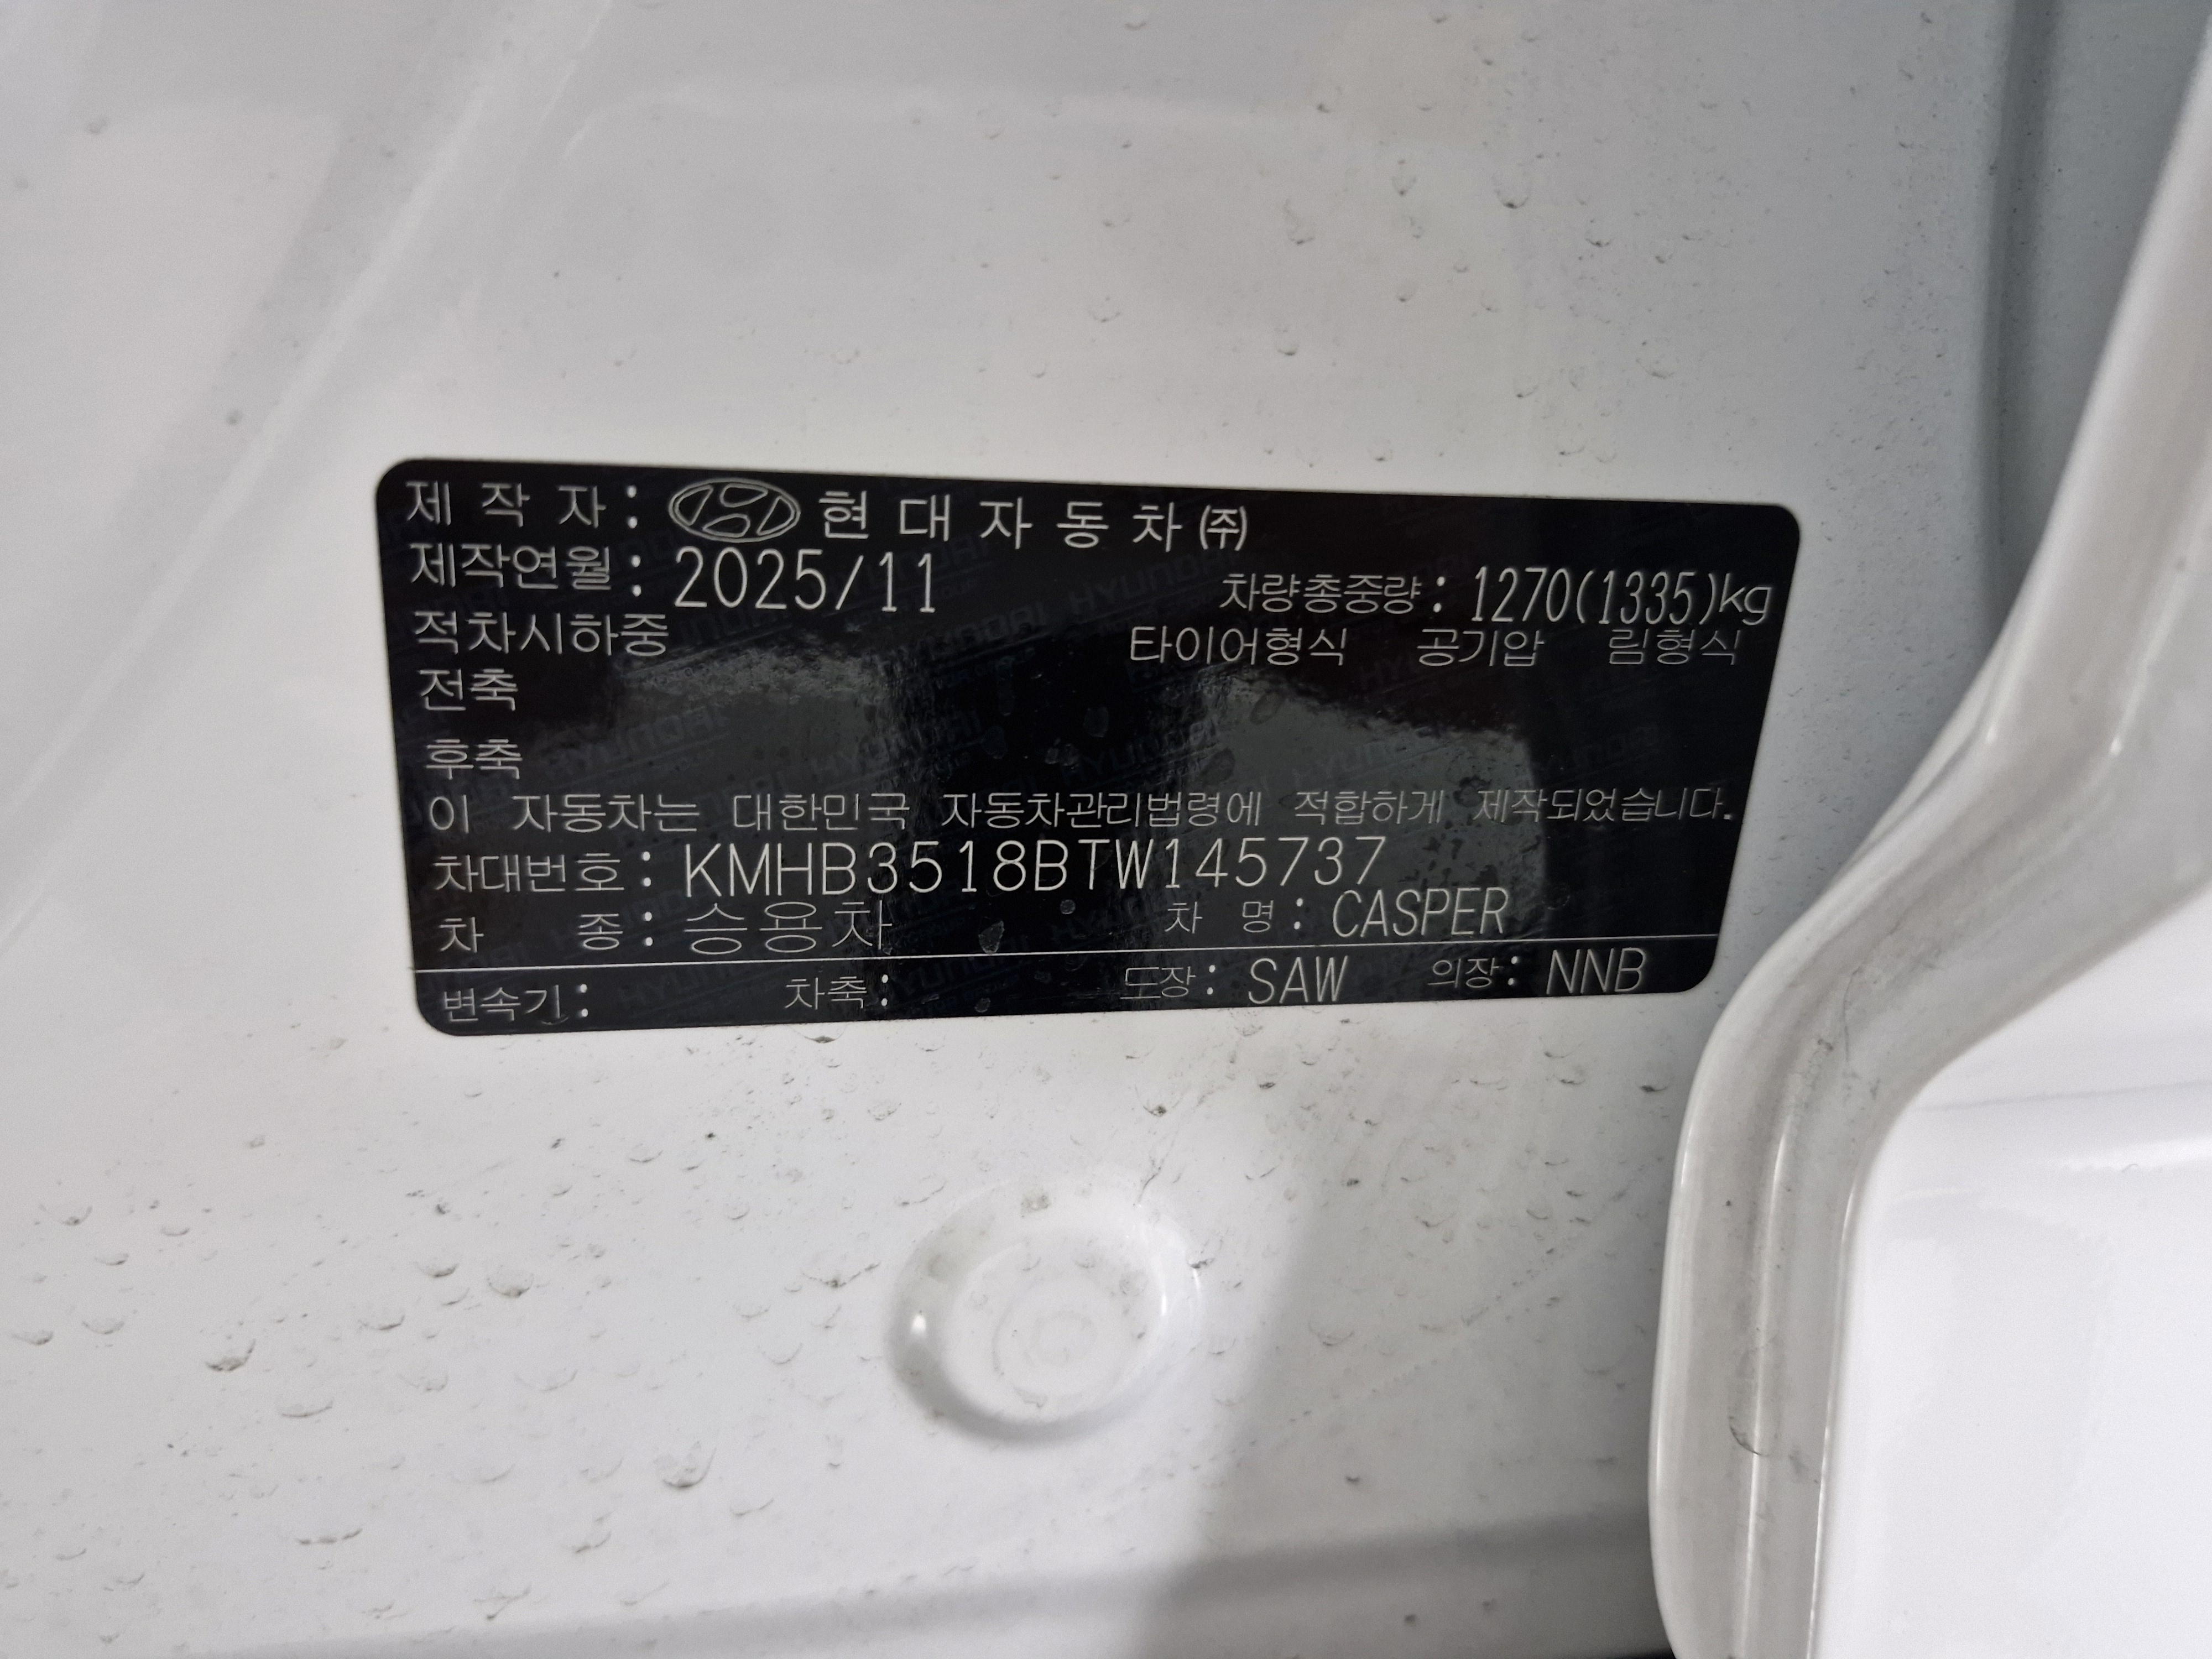 제 작 자 : 현 대 자 동 차 ㈜
제작연월 : 2025/11 차량총중량 : 1270(1335)kg
적차시하중 타이어형식 공기압 림형식
전축
후축
이 자동차는 대한민국 자동차관리법령에 적합하게 제작되었습니다.
차대번호 : KMHB3518BTW145737
차 종 : 승용차 차 명 : CASPER
변속기 : 차축 : 도장 : SAW 의장 : NNB